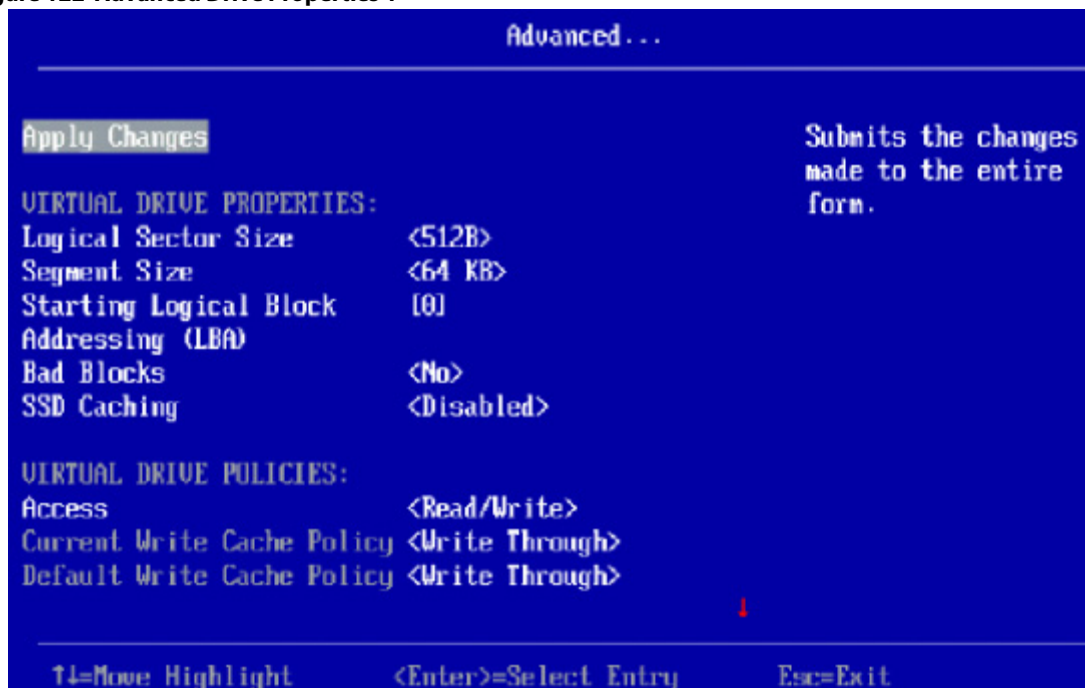 Advanced...
Apply Changes
Submits the changes
made to the entire
form.
VIRTUAL DRIVE PROPERTIES:
Logical Sector Size <512B>
Segment Size <64 KB>
Starting Logical Block [0]
Addressing (LBA)
Bad Blocks <No>
SSD Caching <Disabled>
VIRTUAL DRIVE POLICIES:
Access <Read/Write>
Current Write Cache Policy <Write Through>
Default Write Cache Policy <Write Through>
↓
↑↓=Move Highlight <Enter>=Select Entry Esc=Exit